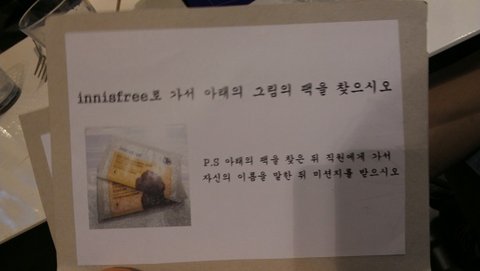 innisfree로 가서 아래의 그림의 팩을 찾으시오
P.S 아래의 팩을 찾은 뒤 직원에게 가서
자신의 이름을 말한 뒤 미션지를 받으시오